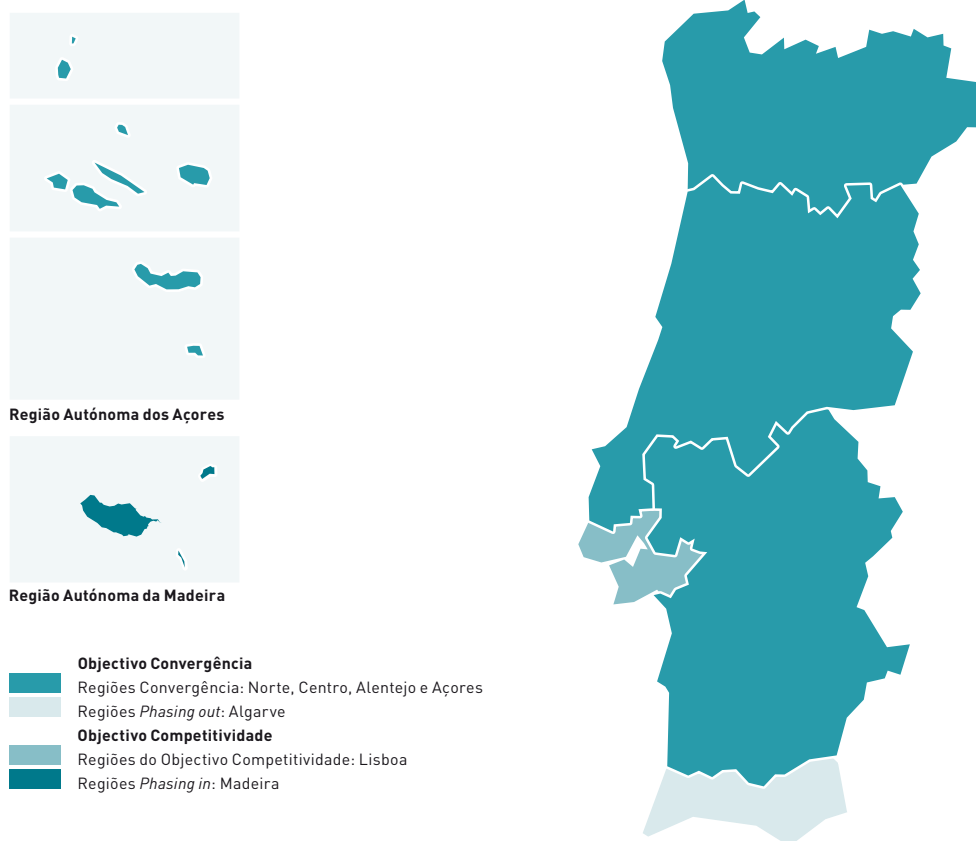 Região Autónoma dos Açores
Região Autónoma da Madeira
Objectivo Convergência
Regiões Convergência: Norte, Centro, Alentejo e Açores
Regiões Phasing out: Algarve
Objectivo Competitividade
Regiões do Objectivo Competitividade: Lisboa
Regiões Phasing in: Madeira